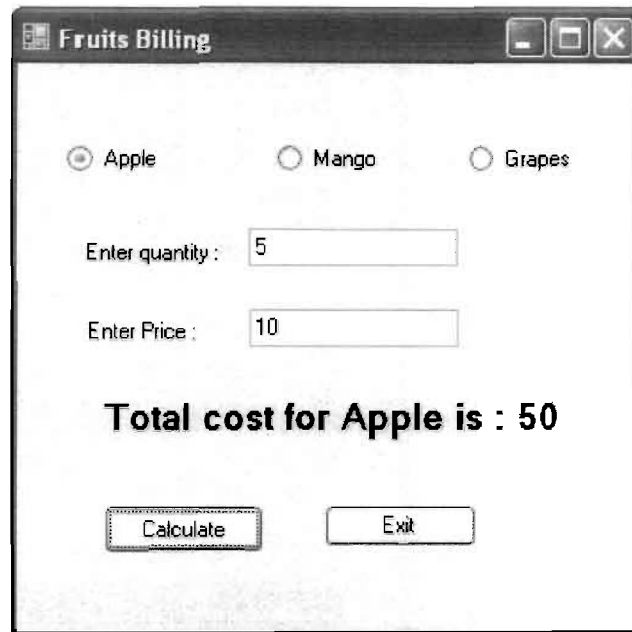 Fruits Billing
Apple Mango Grapes
Enter quantity : 5
Enter Price : 10
Total cost for Apple is : 50
Calculate Exit